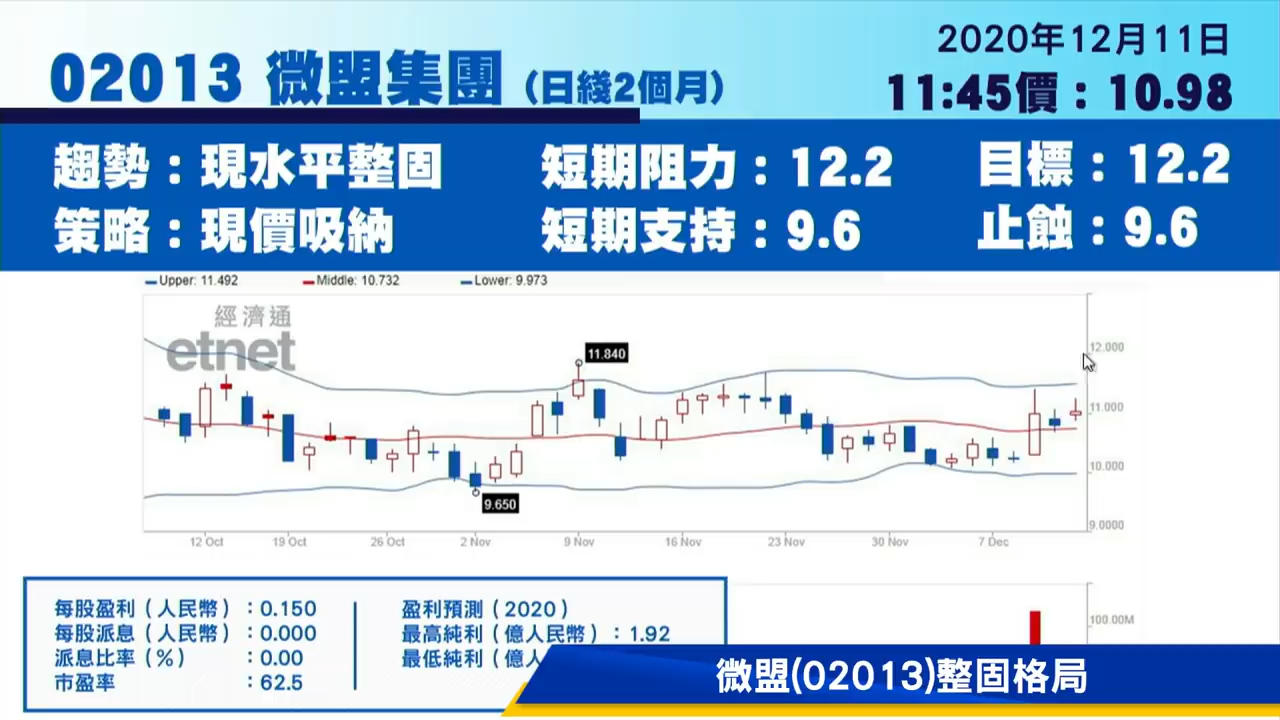 02013 微盟集團 (日綫2個月)
2020年12月11日
11:45價：10.98
趨勢：現水平整固
短期阻力：12.2
目標：12.2
策略：現價吸納
短期支持：9.6
止蝕：9.6
Upper: 11.492 Middle: 10.732 Lower: 9.973
經濟通
etnet
11.840
12.000
11.000
10.000
9.650
9.0000
12 Oct 19 Oct 26 Oct 2 Nov 9 Nov 16 Nov 23 Nov 30 Nov 7 Dec
100.00M
每股盈利（人民幣）：0.150
每股派息（人民幣）：0.000
派息比率（%）：0.00
市盈率：62.5
盈利預測（2020）
最高純利（億人民幣）：1.92
最低純利（億人
微盟(02013)整固格局